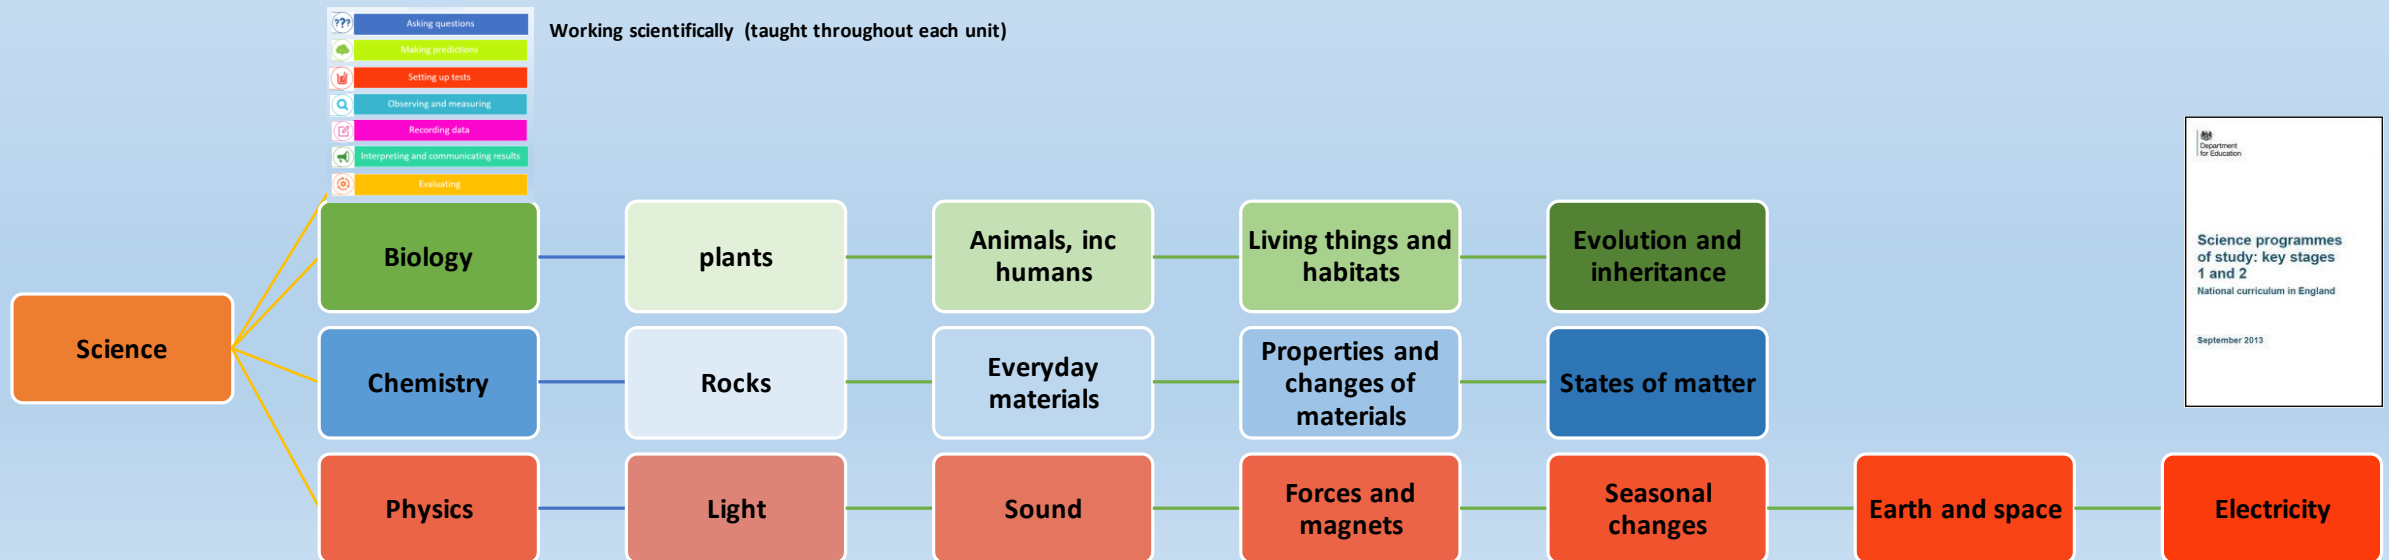 Asking questions
Making predictions
Setting up tests
Observing and measuring
Recording data
Interpreting and communicating results
Evaluating
???
Working scientifically (taught throughout each unit)
Department
for Education
Science programmes
of study: key stages
1 and 2
National curriculum in England
September 2013
Science
Biology
plants
Animals, inc
humans
Living things and
habitats
Evolution and
inheritance
Chemistry
Rocks
Everyday
materials
Properties and
changes of
materials
States of matter
Physics
Light
Sound
Forces and
magnets
Seasonal
changes
Earth and space
Electricity